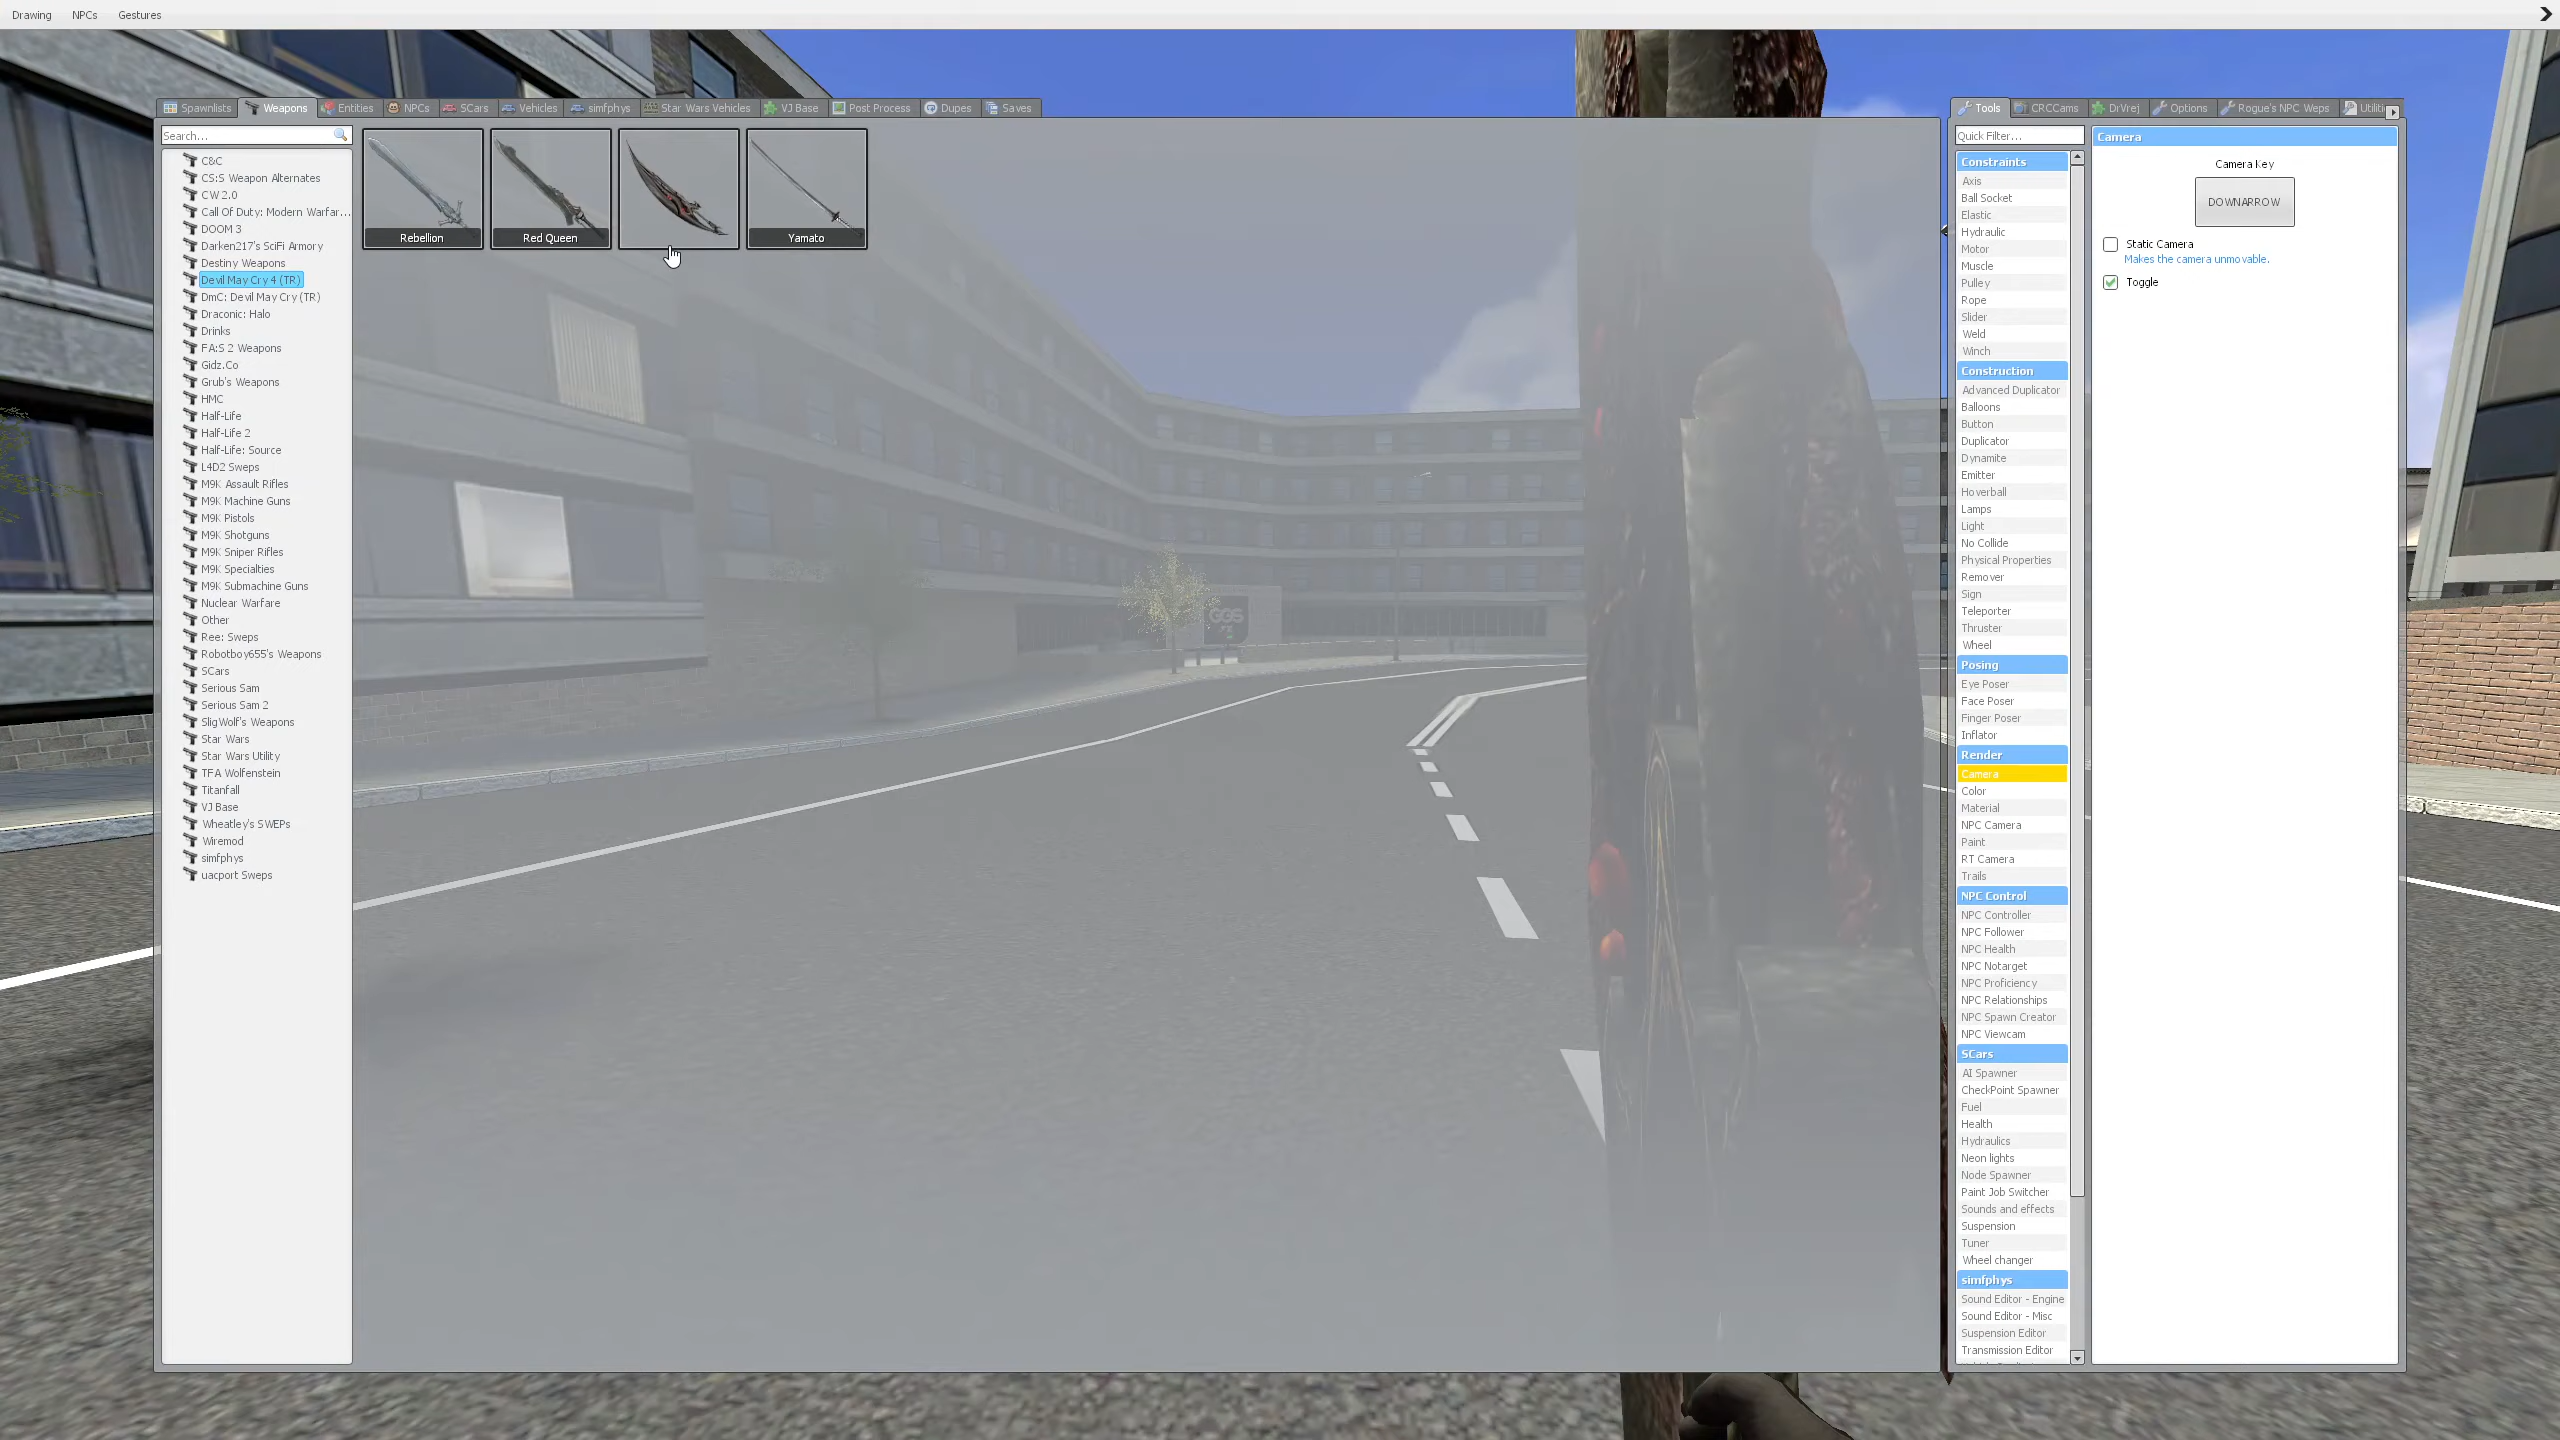 Drawing NPCs Gestures
Spawnlists Weapons Entities NPCs SCars Vehicles simfphys Star Wars Vehicles VJ Base Post Process Dupes Saves
Search...
C&C
CS:S Weapon Alternates
CW 2.0
Call Of Duty: Modern Warfar...
DOOM 3
Darken217's SciFi Armory
Destiny Weapons
Devil May Cry 4 (TR)
DmC: Devil May Cry (TR)
Draconic: Halo
Drinks
FA:S 2 Weapons
Gidz.Co
Grub's Weapons
HMC
Half-Life
Half-Life 2
Half-Life: Source
L4D2 Sweps
M9K Assault Rifles
M9K Machine Guns
M9K Pistols
M9K Shotguns
M9K Sniper Rifles
M9K Specialties
M9K Submachine Guns
Nuclear Warfare
Other
Ree: Sweps
Robotboy655's Weapons
SCars
Serious Sam
Serious Sam 2
SligWolf's Weapons
Star Wars
Star Wars Utility
TFA Wolfenstein
Titanfall
VJ Base
Wheatley's SWEPs
Wiremod
simfphys
uacport Sweps
Rebellion Red Queen Yamato
Tools CRCCams DrVrej Options Rogue's NPC Weps Utiliti
Quick Filter...
Constraints
Axis
Ball Socket
Elastic
Hydraulic
Motor
Muscle
Pulley
Rope
Slider
Weld
Winch
Construction
Advanced Duplicator
Balloons
Button
Duplicator
Dynamite
Emitter
Hoverball
Lamps
Light
No Collide
Physical Properties
Remover
Sign
Teleporter
Thruster
Wheel
Posing
Eye Poser
Face Poser
Finger Poser
Inflator
Render
Camera
Color
Material
NPC Camera
Paint
RT Camera
Trails
NPC Control
NPC Controller
NPC Follower
NPC Health
NPC Notarget
NPC Proficiency
NPC Relationships
NPC Spawn Creator
NPC Viewcam
SCars
AI Spawner
CheckPoint Spawner
Fuel
Health
Hydraulics
Neon lights
Node Spawner
Paint Job Switcher
Sounds and effects
Suspension
Tuner
Wheel changer
simfphys
Sound Editor - Engine
Sound Editor - Misc
Suspension Editor
Transmission Editor
Camera
Camera Key
DOWNARROW
Static Camera
Makes the camera unmovable.
Toggle